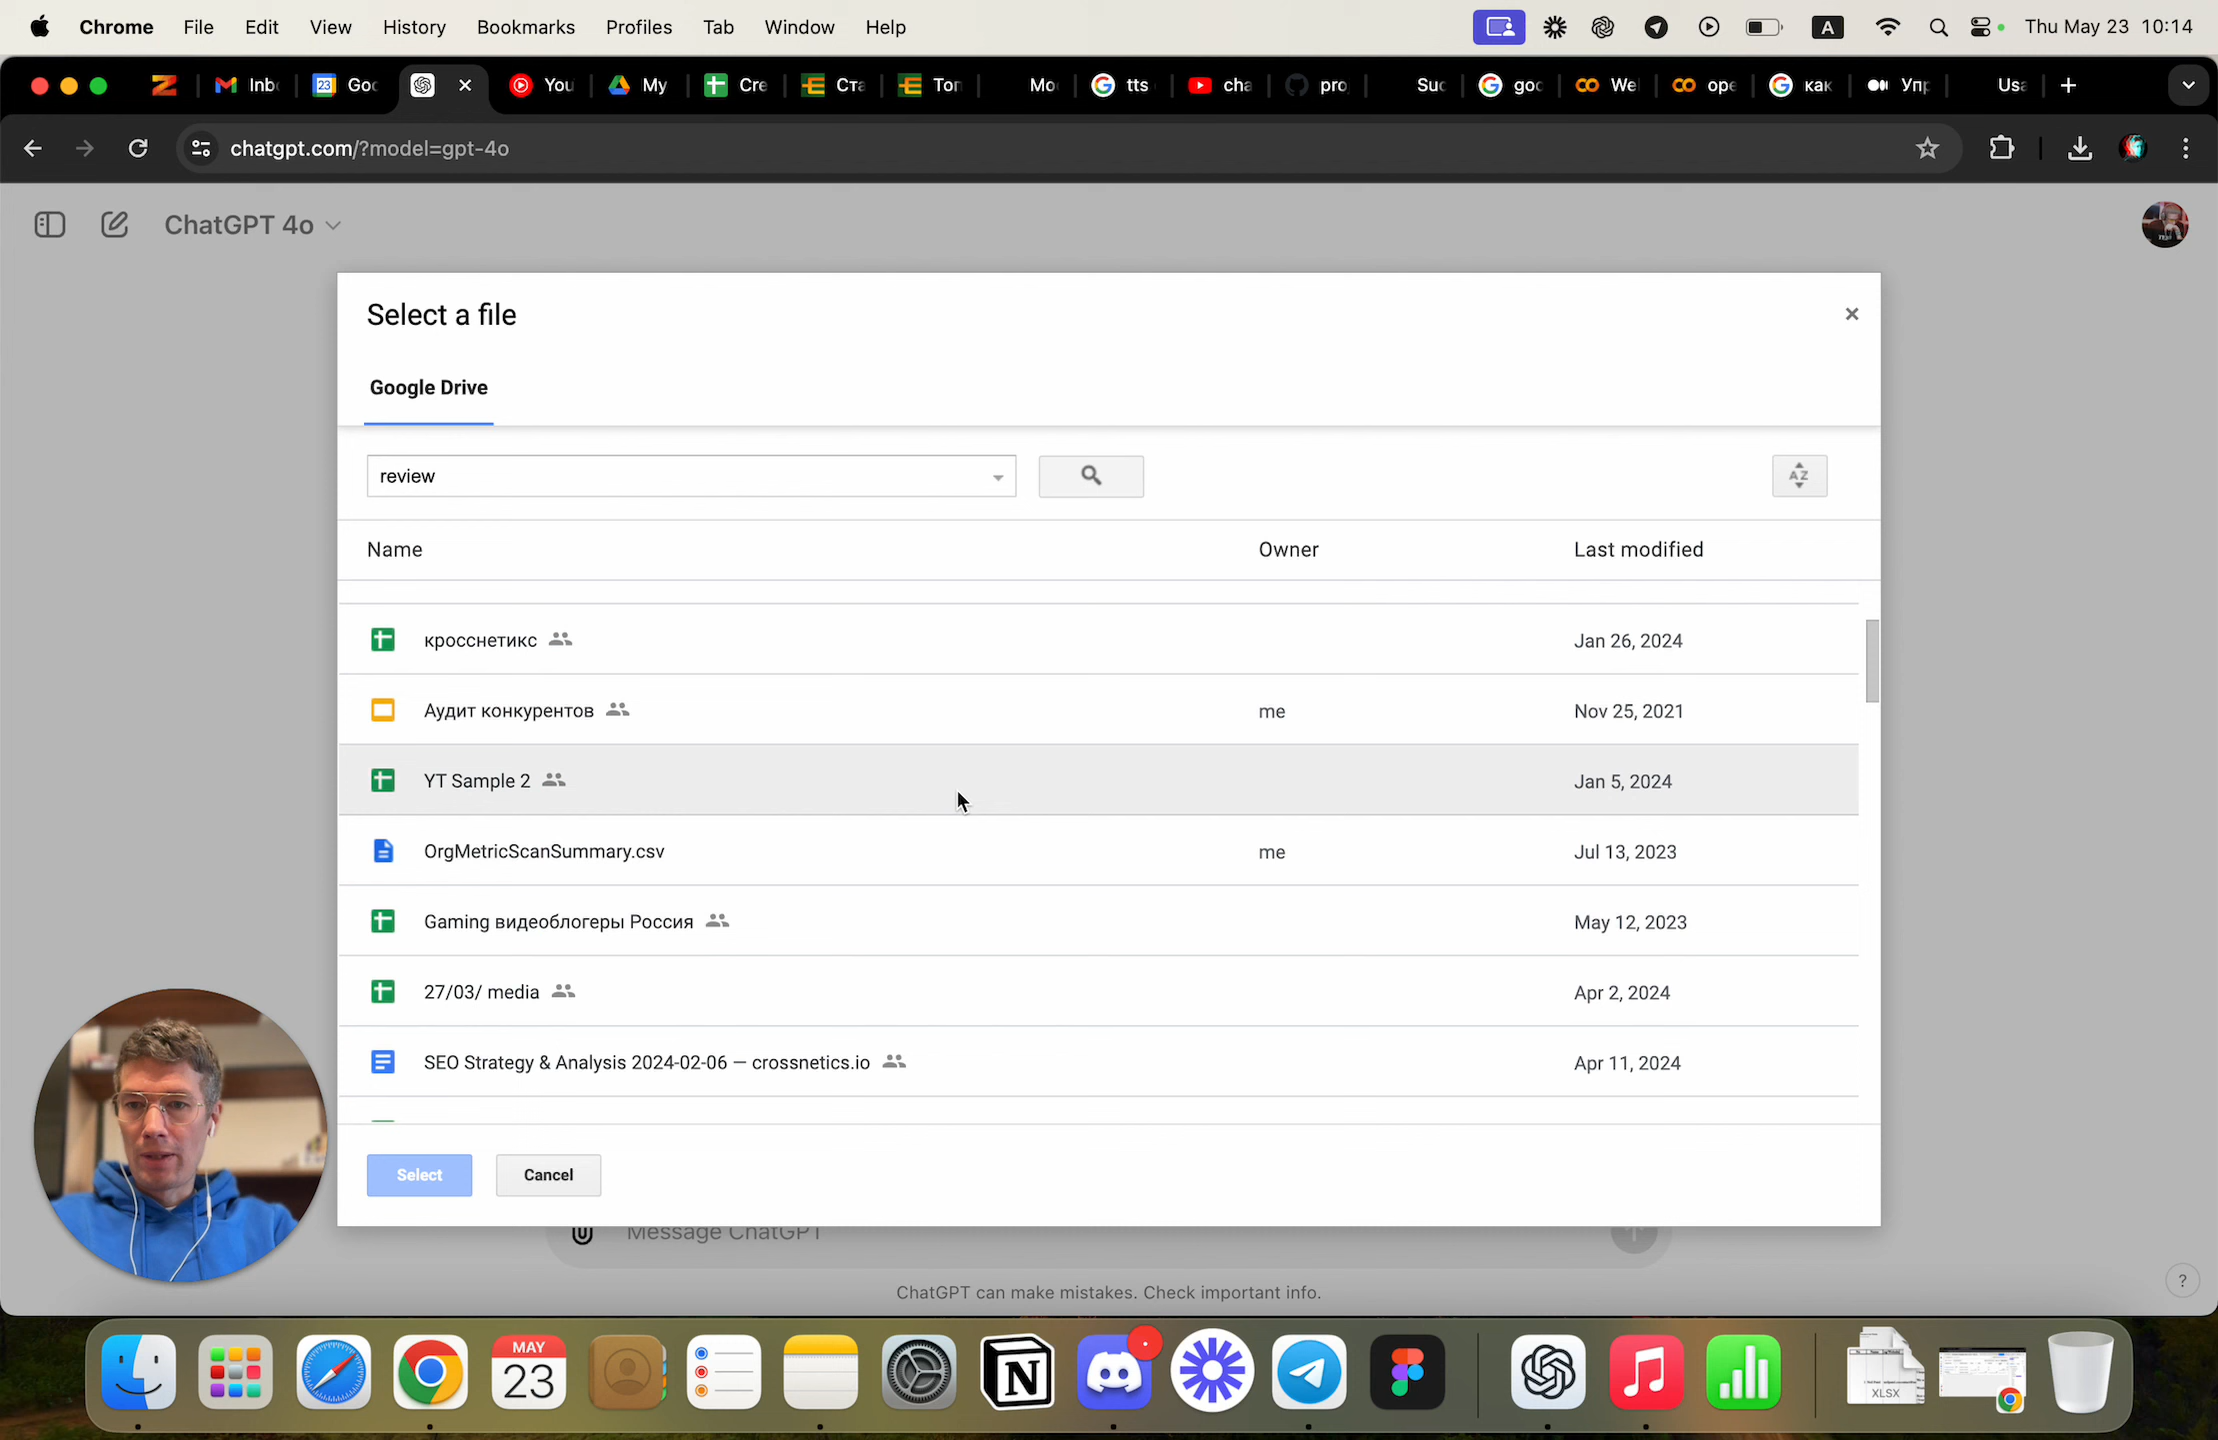 Chrome File Edit View History Bookmarks Profiles Tab Window Help A Thu May 23 10:14
Inb 23 Goo You My Cre Ста Топ Mo tts cha pro Suc goo We ope как Упр Usa
chatgpt.com/?model=gpt-4o
ChatGPT 4o
Select a file
Google Drive
review
AZ
Name Owner Last modified
кросснетикс Jan 26, 2024
Аудит конкурентов me Nov 25, 2021
YT Sample 2 Jan 5, 2024
OrgMetricScanSummary.csv me Jul 13, 2023
Gaming видеоблогеры Россия May 12, 2023
27/03/ media Apr 2, 2024
SEO Strategy & Analysis 2024-02-06 — crossnetics.io Apr 11, 2024
Select Cancel
Message ChatGPT
ChatGPT can make mistakes. Check important info.
?
MAY
23
XLSX